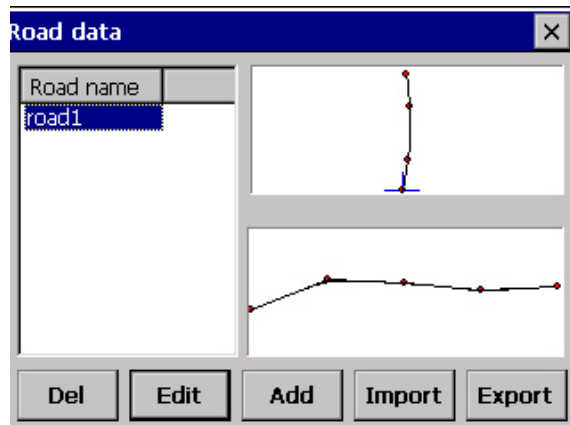 Road data
Road name
road1
Del
Edit
Add
Import
Export